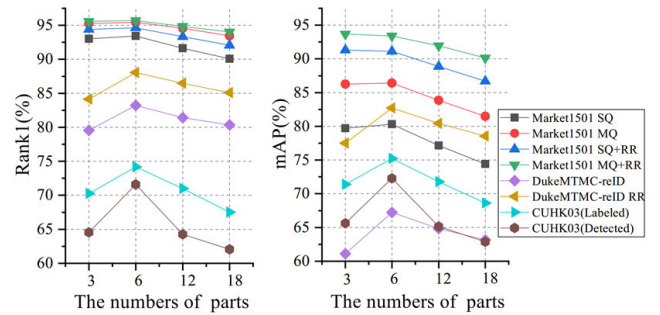 100
95
90
85
80
75
70
65
60
Rank1(%)
3 6 12 18
The numbers of parts
95
90
85
80
75
70
65
60
mAP(%)
3 6 12 18
The numbers of parts
Market1501 SQ
Market1501 MQ
Market1501 SQ+RR
Market1501 MQ+RR
DukeMTMC-reID
DukeMTMC-reID RR
CUHK03(Labeled)
CUHK03(Detected)